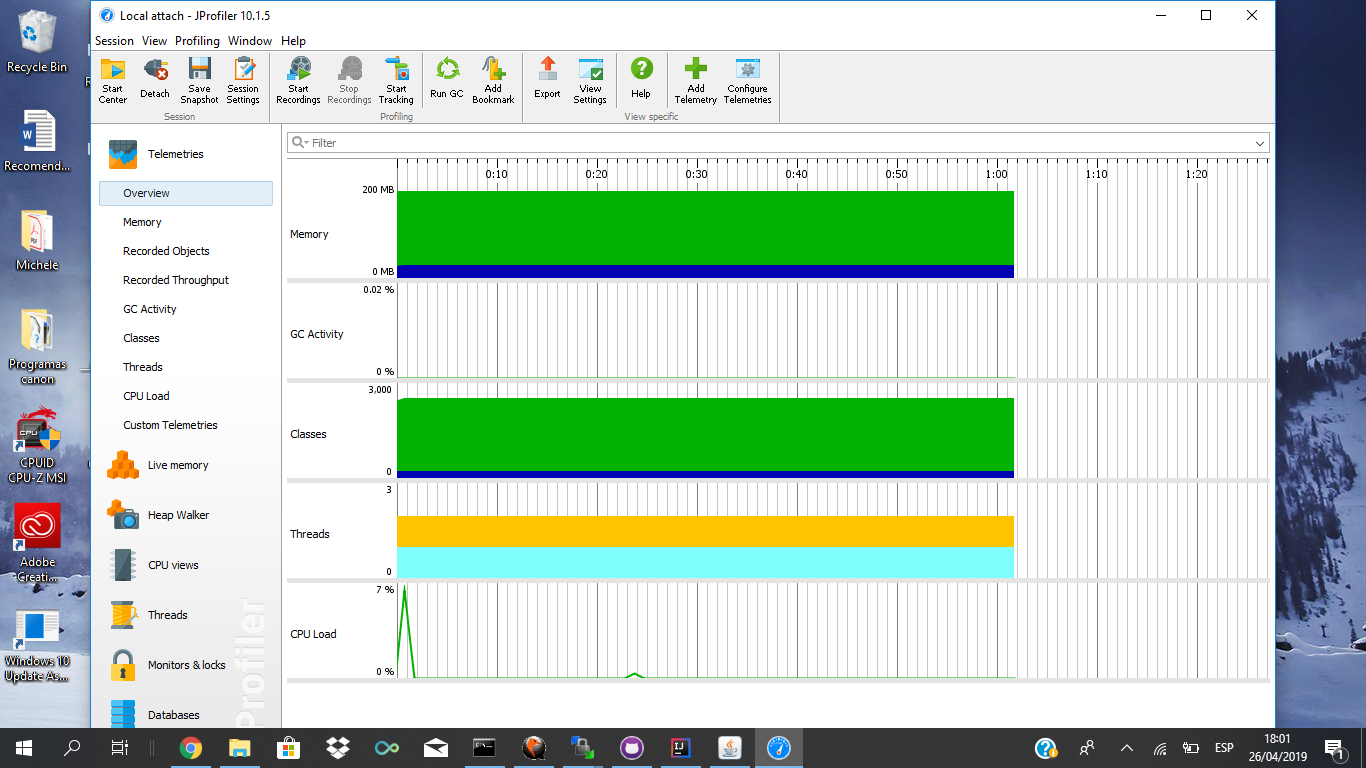 Local attach - JProfiler 10.1.5
Session View Profiling Window Help
Start Center
Detach
Save Snapshot
Session Settings
Start Recordings
Stop Recordings
Start Tracking
Run GC
Add Bookmark
Export
View Settings
Help
Add Telemetry
Configure Telemetries
Session
Profiling
View specific
Telemetries
Overview
Memory
Recorded Objects
Recorded Throughput
GC Activity
Classes
Threads
CPU Load
Custom Telemetries
Live memory
Heap Walker
CPU views
Threads
Monitors & locks
Databases
JProfiler
Filter
0:10 0:20 0:30 0:40 0:50 1:00 1:10 1:20
200 MB
Memory
0 MB
0.02 %
GC Activity
0 %
3,000
Classes
0
3
Threads
0
7 %
CPU Load
0 %
Recycle Bin
Recomend...
PDF
Michele
Programas
canon
CPU
CPUID
CPU-Z MSI
Adobe
Creati...
Windows 10
Update As...
ESP
18:01
26/04/2019
1